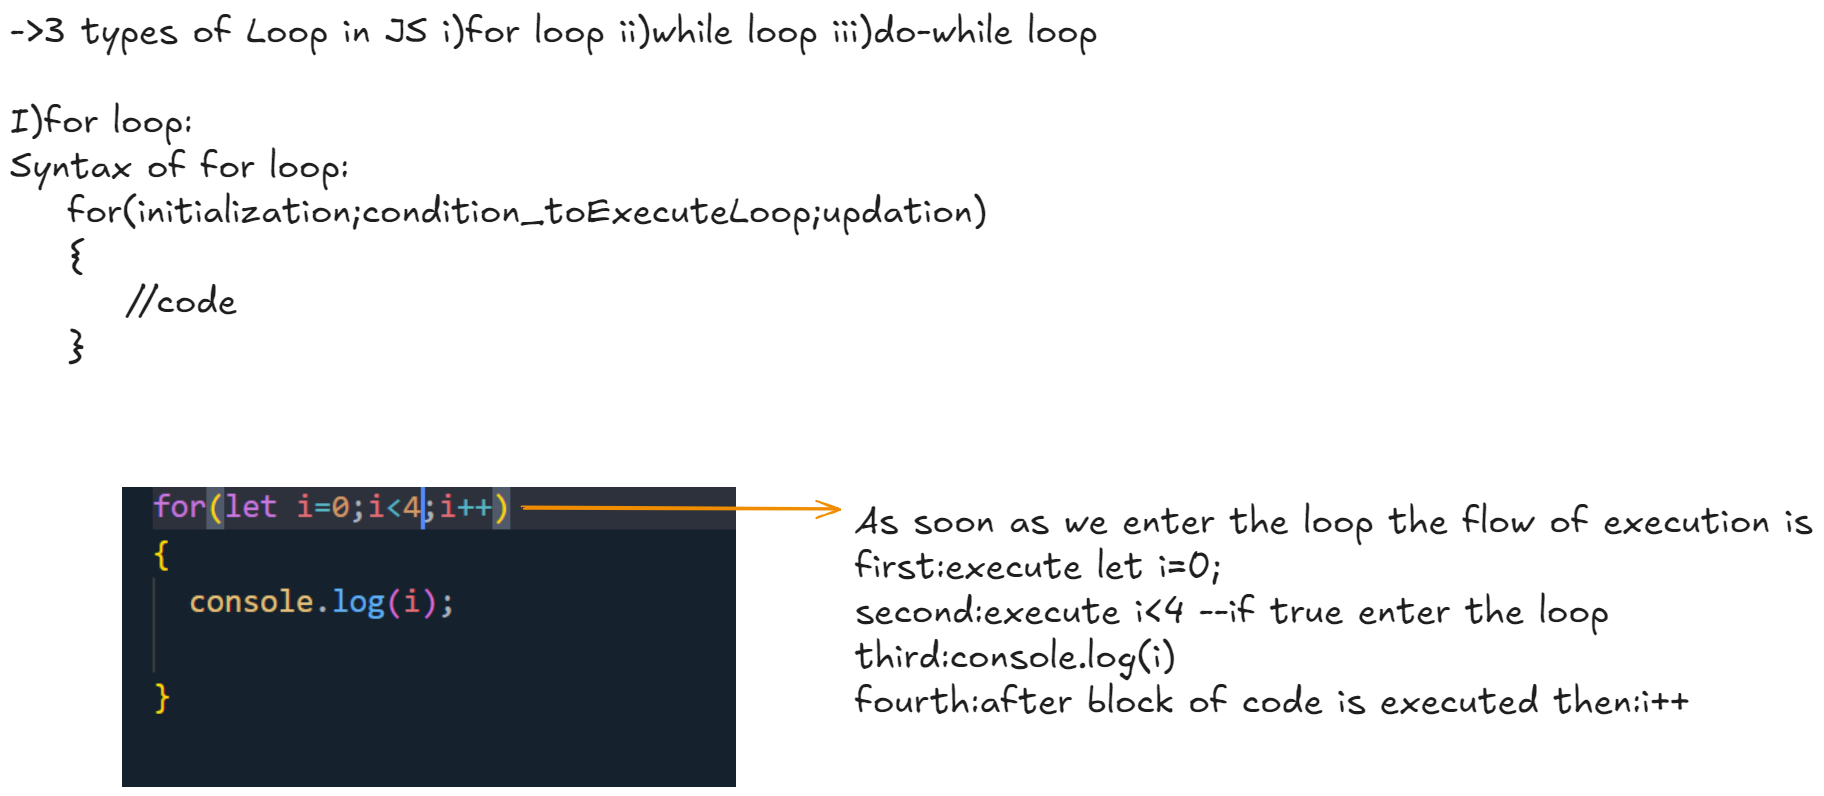 ->3 types of Loop in JS i)for loop ii)while loop iii)do-while loop
I)for loop:
Syntax of for loop:
for(initialization;condition_toExecuteLoop;updation)
{
//code
}
for(let i=0;i<4;i++)
{
console.log(i);
}
As soon as we enter the loop the flow of execution is
first:execute let i=0;
second:execute i<4 --if true enter the loop
third:console.log(i)
fourth:after block of code is executed then:i++